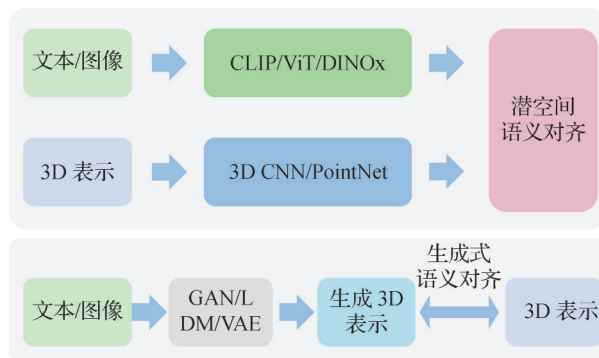 文本/图像
CLIP/ViT/DINOx
潜空间
语义对齐
3D 表示
3D CNN/PointNet
生成式
语义对齐
文本/图像
GAN/L
DM/VAE
生成 3D
表示
3D 表示